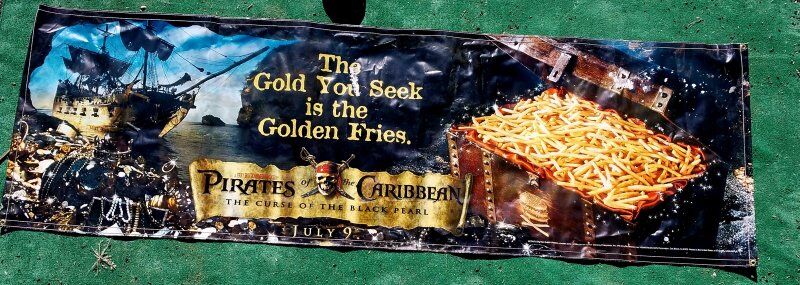 The
Gold You Seek
is the
Golden Fries.
PIRATES of the CARIBBEAN
THE CURSE OF THE BLACK PEARL
JULY 9